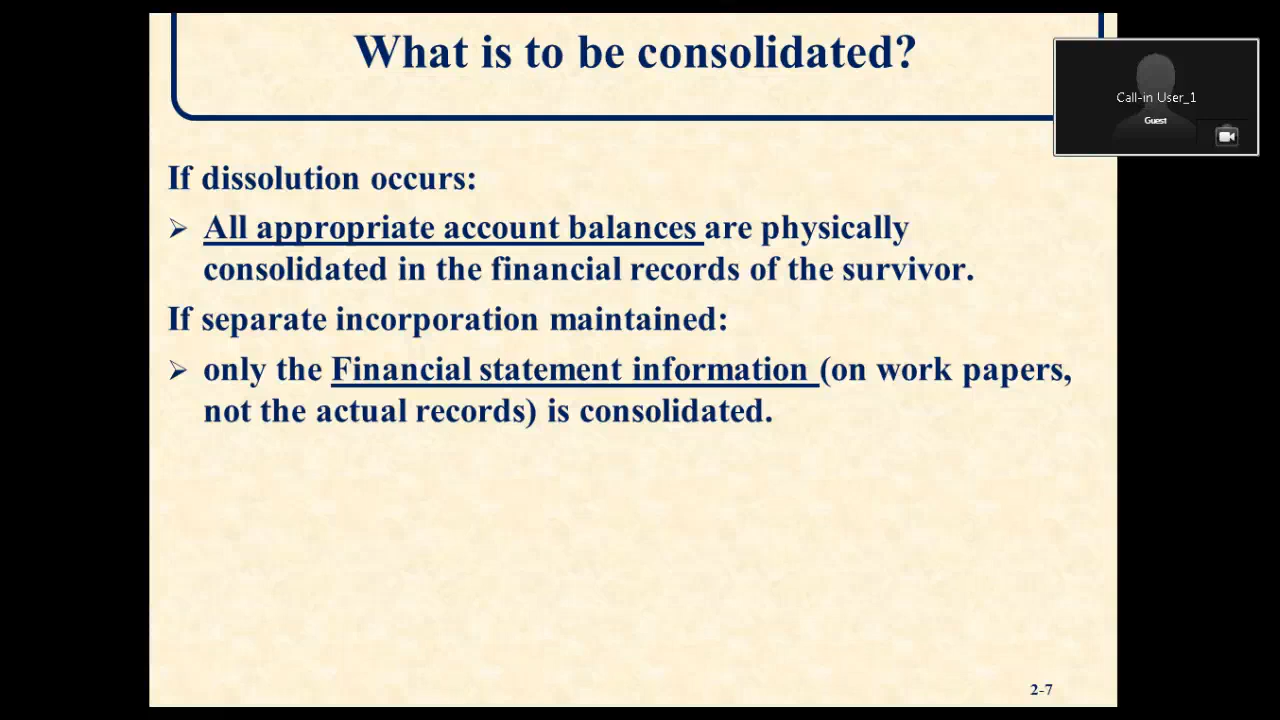 What is to be consolidated?
Call-in User_1
Guest
If dissolution occurs:
➢ All appropriate account balances are physically
consolidated in the financial records of the survivor.
If separate incorporation maintained:
➢ only the Financial statement information (on work papers,
not the actual records) is consolidated.
2-7